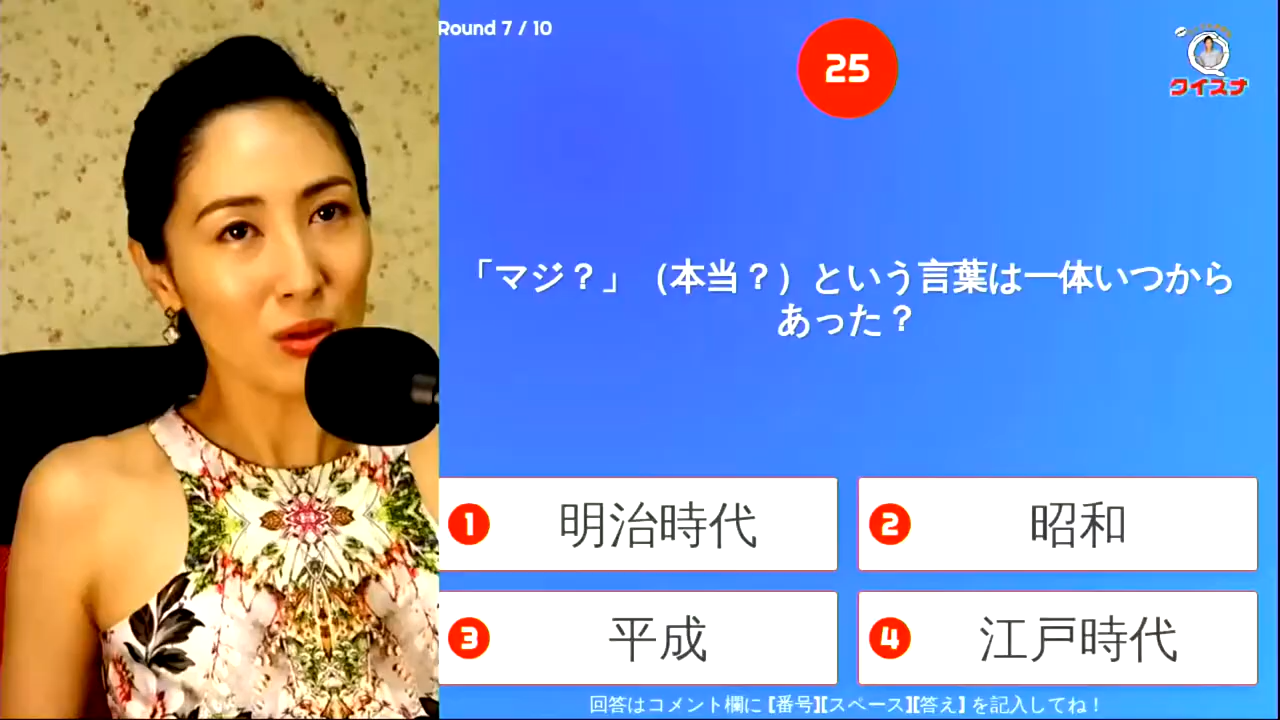 Round 7 / 10
25
クイズナ
「マジ？」（本当？）という言葉は一体いつから
あった？
1 明治時代
2 昭和
3 平成
4 江戸時代
回答はコメント欄に [番号][スペース][答え] を記入してね！